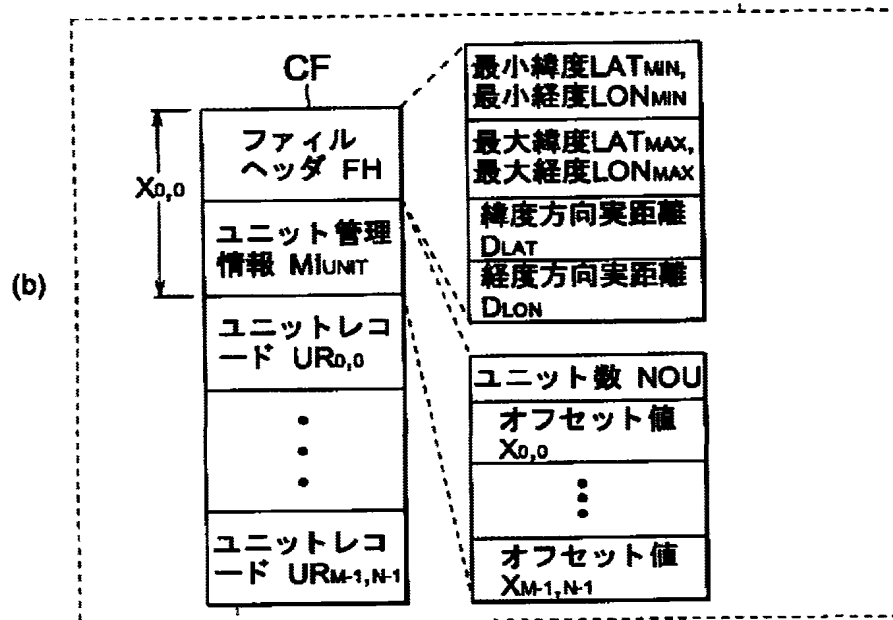 (b)
CF
X0,0
ファイル
ヘッダ FH
ユニット管理
情報 MIUNIT
ユニットレコ
ード UR0,0
ユニットレコ
ード URM-1,N-1
最小緯度LATMIN,
最小経度LONMIN
最大緯度LATMAX,
最大経度LONMAX
緯度方向実距離
DLAT
経度方向実距離
DLON
ユニット数 NOU
オフセット値
X0,0
オフセット値
XM-1,N-1